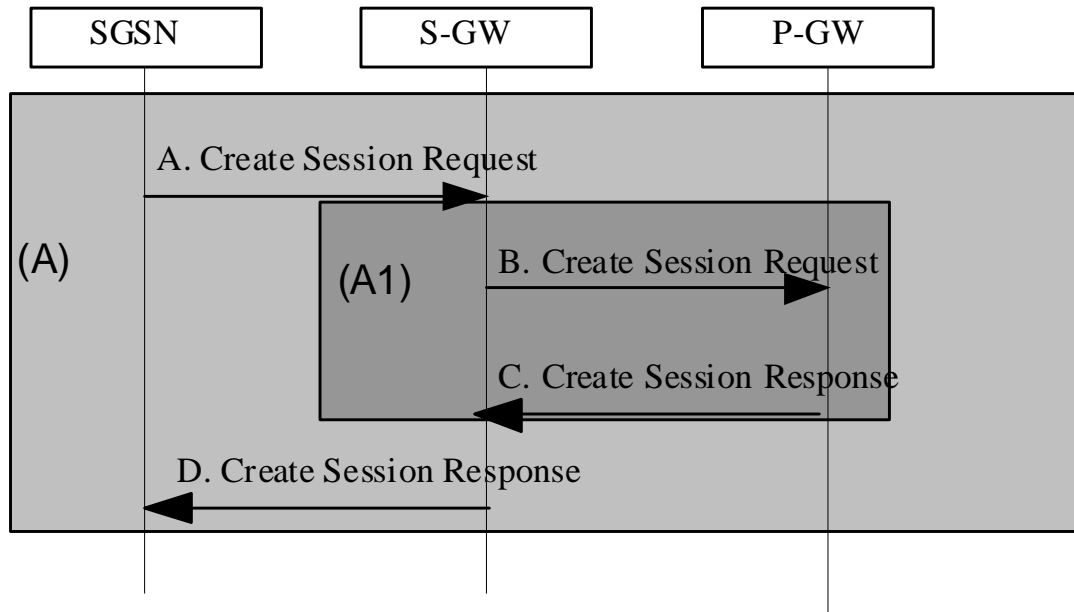 SGSN
S-GW
P-GW
A. Create Session Request
(A)
(A1)
B. Create Session Request
C. Create Session Response
D. Create Session Response